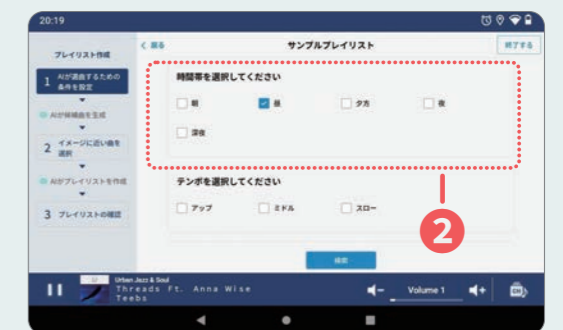 20:19
プレイリスト作成
< 戻る
サンプルプレイリスト
終了する
1 AIが選曲するための
条件を設定
AIが候補曲を生成
2 イメージに近い曲を
選択
AIがプレイリストを作成
3 プレイリストの確認
時間帯を選択してください
朝
昼
夕方
夜
深夜
テンポを選択してください
アップ
ミドル
スロー
2
U1
Urban Jazz & Soul
Threads Ft. Anna Wise
Teebs
Volume 1
CH